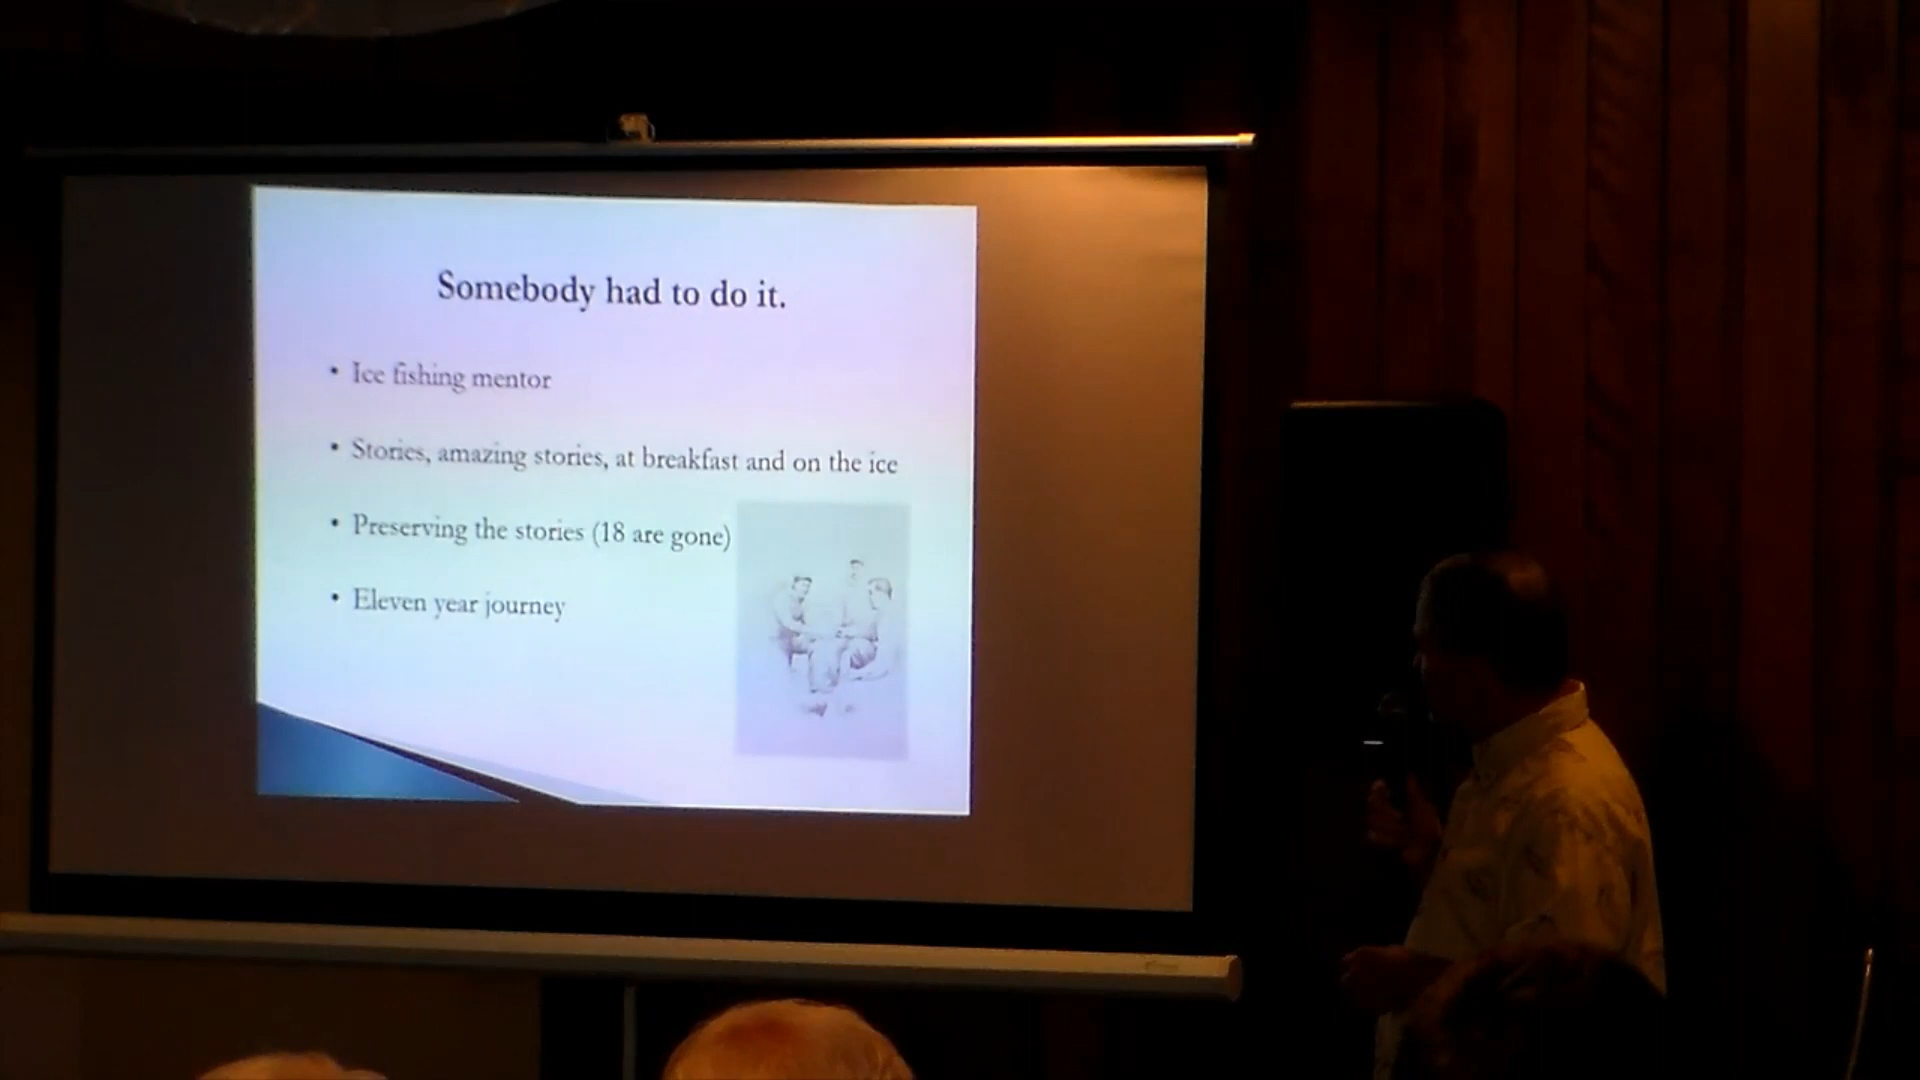 Somebody had to do it.
• Ice fishing mentor
• Stories, amazing stories, at breakfast and on the ice
• Preserving the stories (18 are gone)
• Eleven year journey